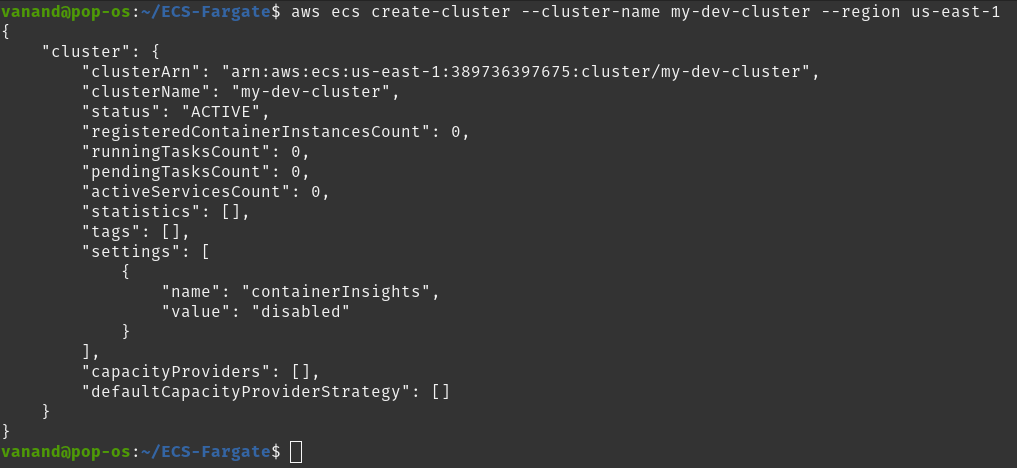 vanand@pop-os:~/ECS-Fargate$ aws ecs create-cluster --cluster-name my-dev-cluster --region us-east-1
{
    "cluster": {
        "clusterArn": "arn:aws:ecs:us-east-1:389736397675:cluster/my-dev-cluster",
        "clusterName": "my-dev-cluster",
        "status": "ACTIVE",
        "registeredContainerInstancesCount": 0,
        "runningTasksCount": 0,
        "pendingTasksCount": 0,
        "activeServicesCount": 0,
        "statistics": [],
        "tags": [],
        "settings": [
            {
                "name": "containerInsights",
                "value": "disabled"
            }
        ],
        "capacityProviders": [],
        "defaultCapacityProviderStrategy": []
    }
}
vanand@pop-os:~/ECS-Fargate$